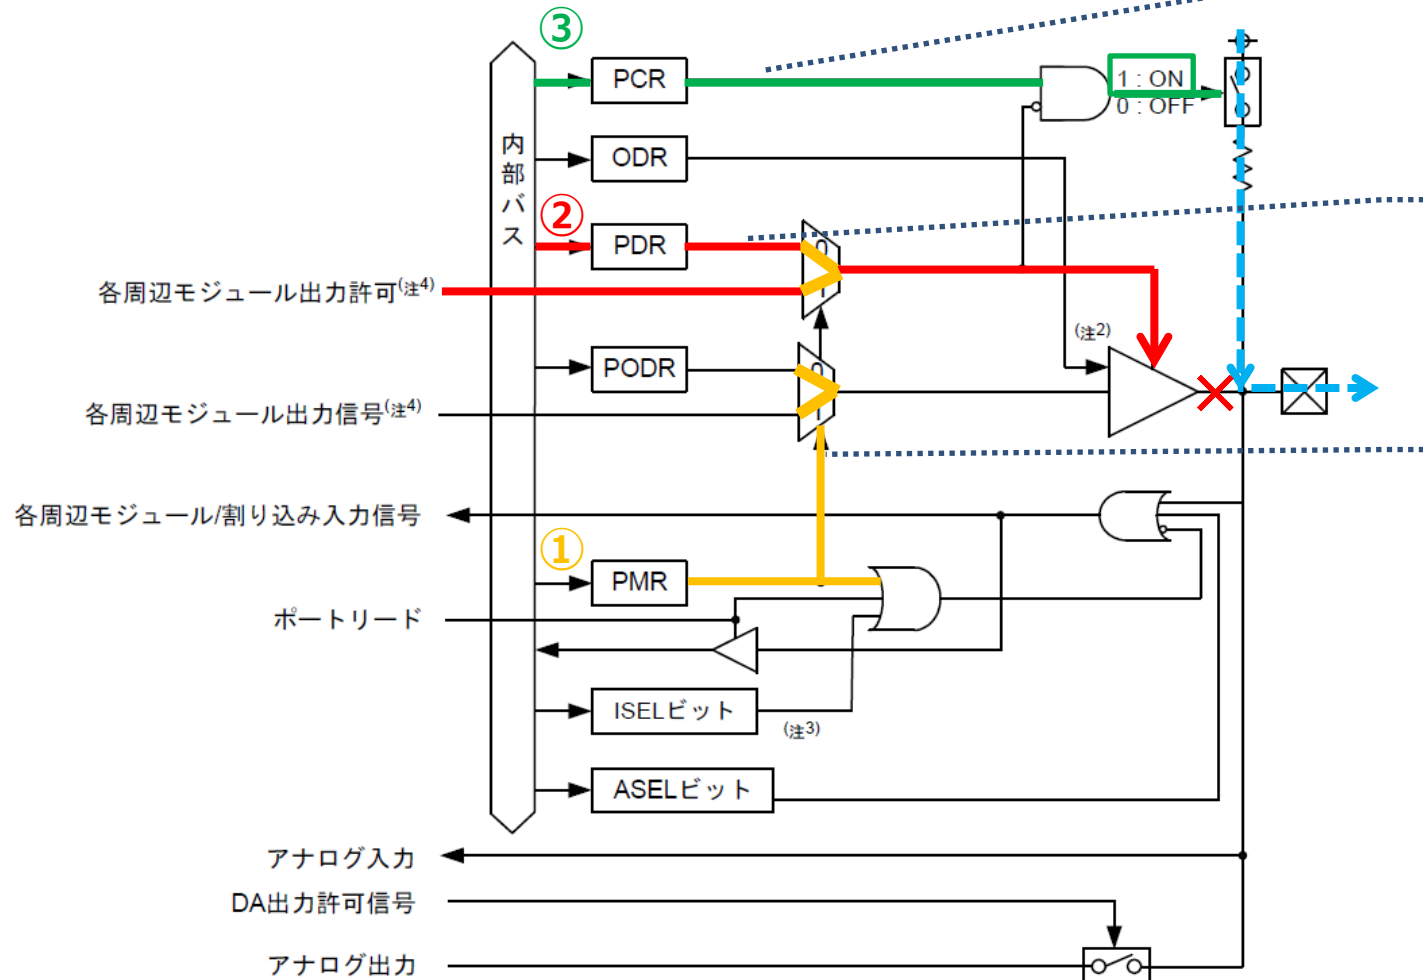 ③
PCR
1 : ON
0 : OFF
内部バス
ODR
②
PDR
0
1
各周辺モジュール出力許可(注4)
(注2)
PODR
0
1
各周辺モジュール出力信号(注4)
各周辺モジュール/割り込み入力信号
①
PMR
ポートリード
ISELビット
(注3)
ASELビット
アナログ入力
DA出力許可信号
アナログ出力